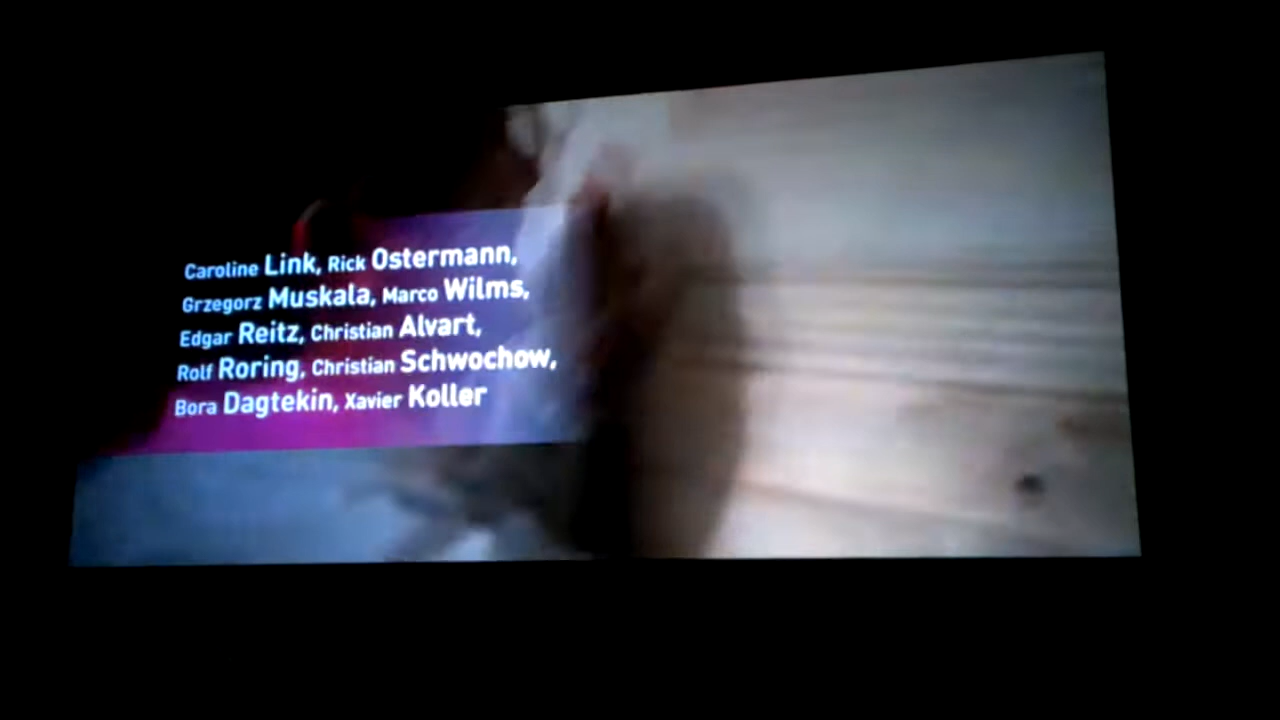 Caroline Link, Rick Ostermann,
Grzegorz Muskala, Marco Wilms,
Edgar Reitz, Christian Alvart,
Rolf Roring, Christian Schwochow,
Bora Dagtekin, Xavier Koller